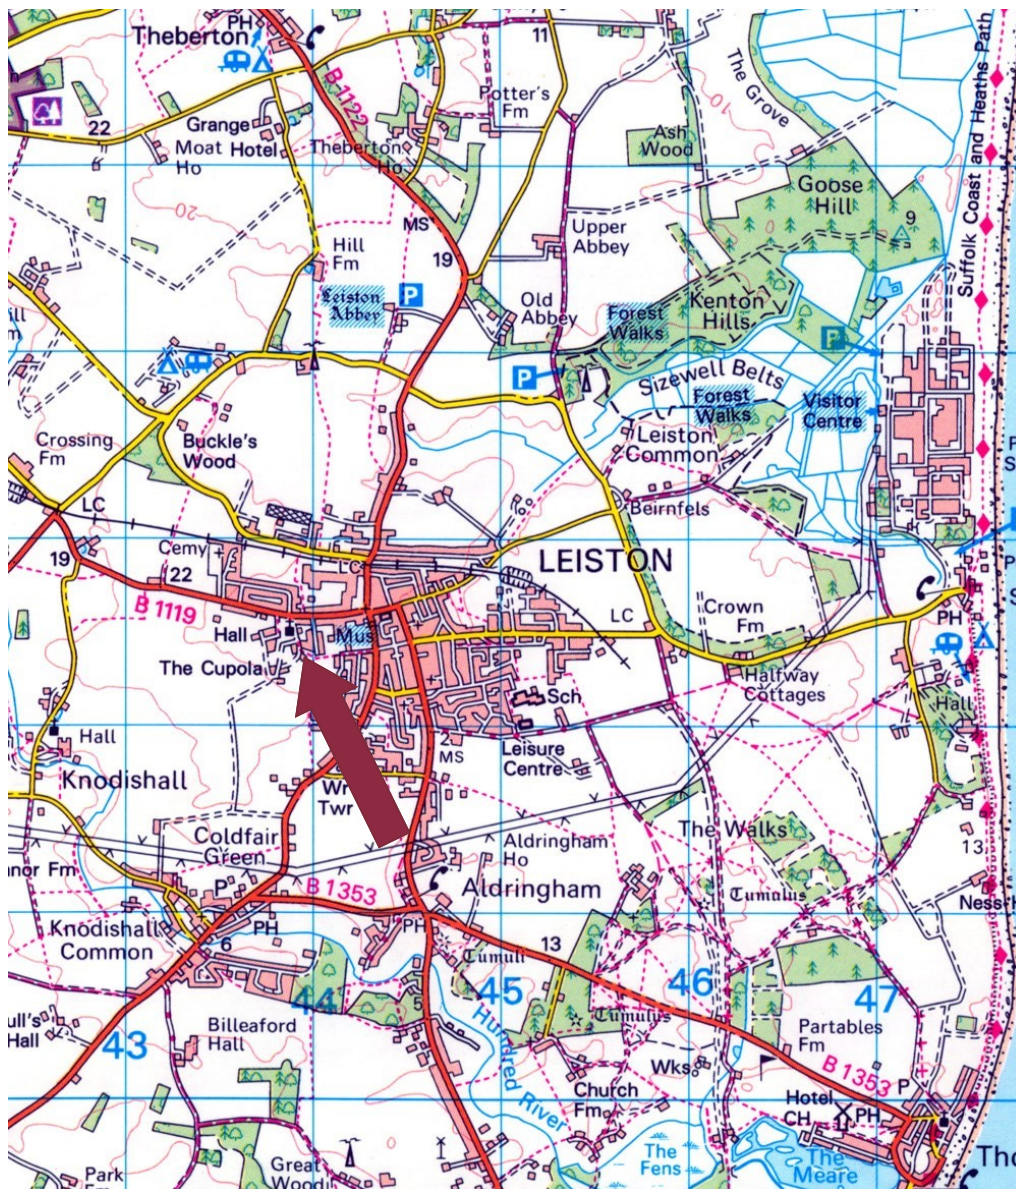 PH
Theberton
11
B 1122
22
Grange
Moat
Ho
Hotel
Theberton
Ho
Potter's
Fm
The Grove
10
Ash
Wood
Suffolk Coast and Heaths Path
Goose
Hill
9
20
MS
Upper
Abbey
Hill
Fm
19
Leiston
Abbey
P
Old
Abbey
Forest
Walks
Kenton
Hills
P
P
Sizewell Belts
Forest
Walks
Visitor
Centre
Crossing
Fm
Buckle's
Wood
Leiston
Common
LC
Beirnfels
Cemy
LC
LEISTON
19
22
B 1119
Hall
Mus
LC
Crown
Fm
PH
The Cupola
Halfway
Cottages
Sch
Hall
Hall
2
MS
Leisure
Centre
Knodishall
Wr
Twr
Coldfair
Green
Aldringham
Ho
The Walks
13
P
B 1353
Aldringham
Tumulus
Knodishall
Common
PH
6
PH
Tumuli
13
44
45
46
47
43
5
Tumulus
Billeaford
Hall
Hundred River
Partables
Fm
Wks
B 1353
P
Church
Fm
Hotel
CH
PH
The
Fens
The
Meare
Park
Great
Wood